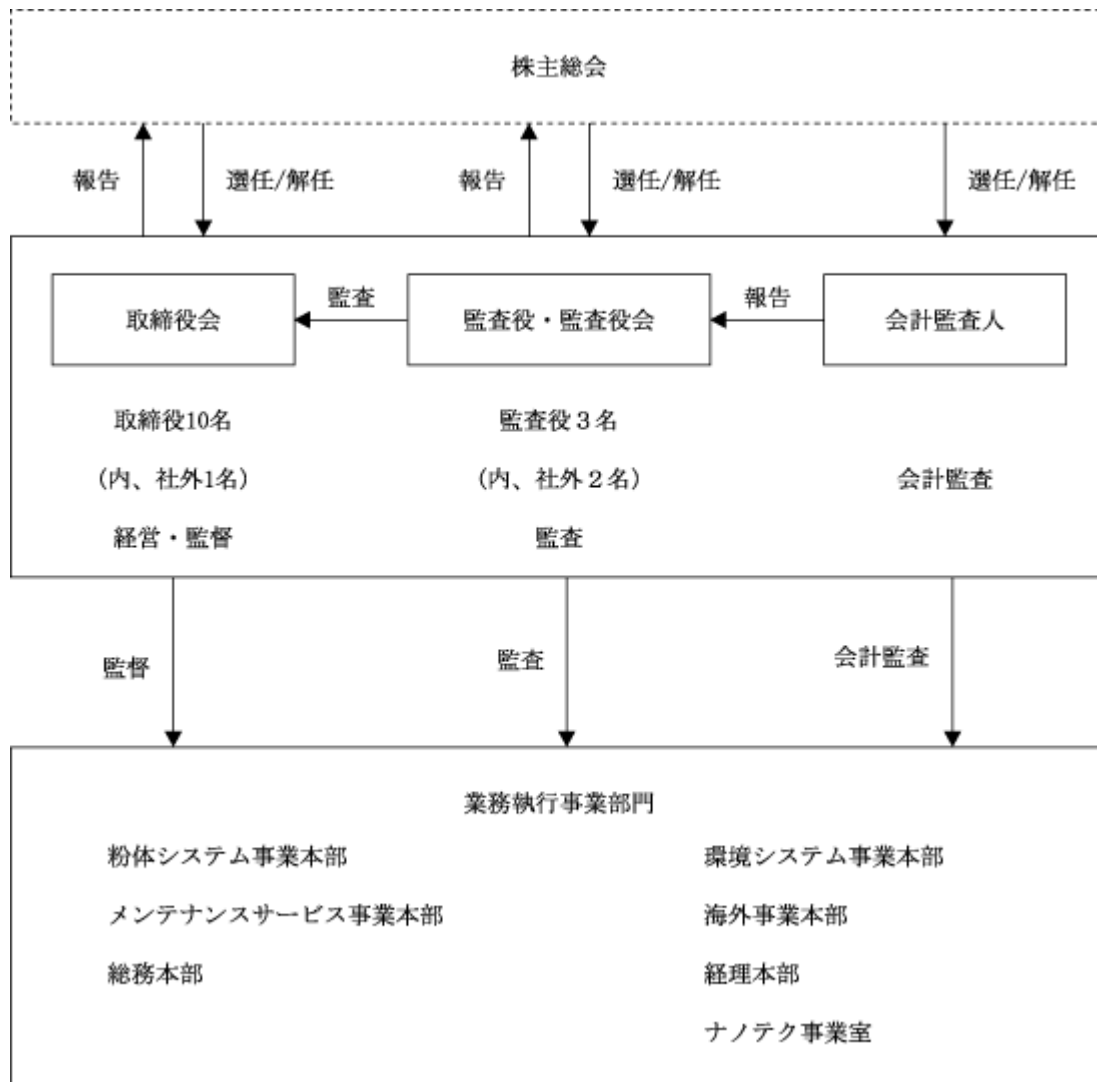 株主総会
報告
選任/解任
報告
選任/解任
選任/解任
取締役会
監査
監査役・監査役会
報告
会計監査人
取締役10名
(内、社外1名)
経営・監督
監査役３名
(内、社外２名)
監査
会計監査
監督
監査
会計監査
業務執行事業部門
粉体システム事業本部
環境システム事業本部
メンテナンスサービス事業本部
海外事業本部
総務本部
経理本部
ナノテク事業室